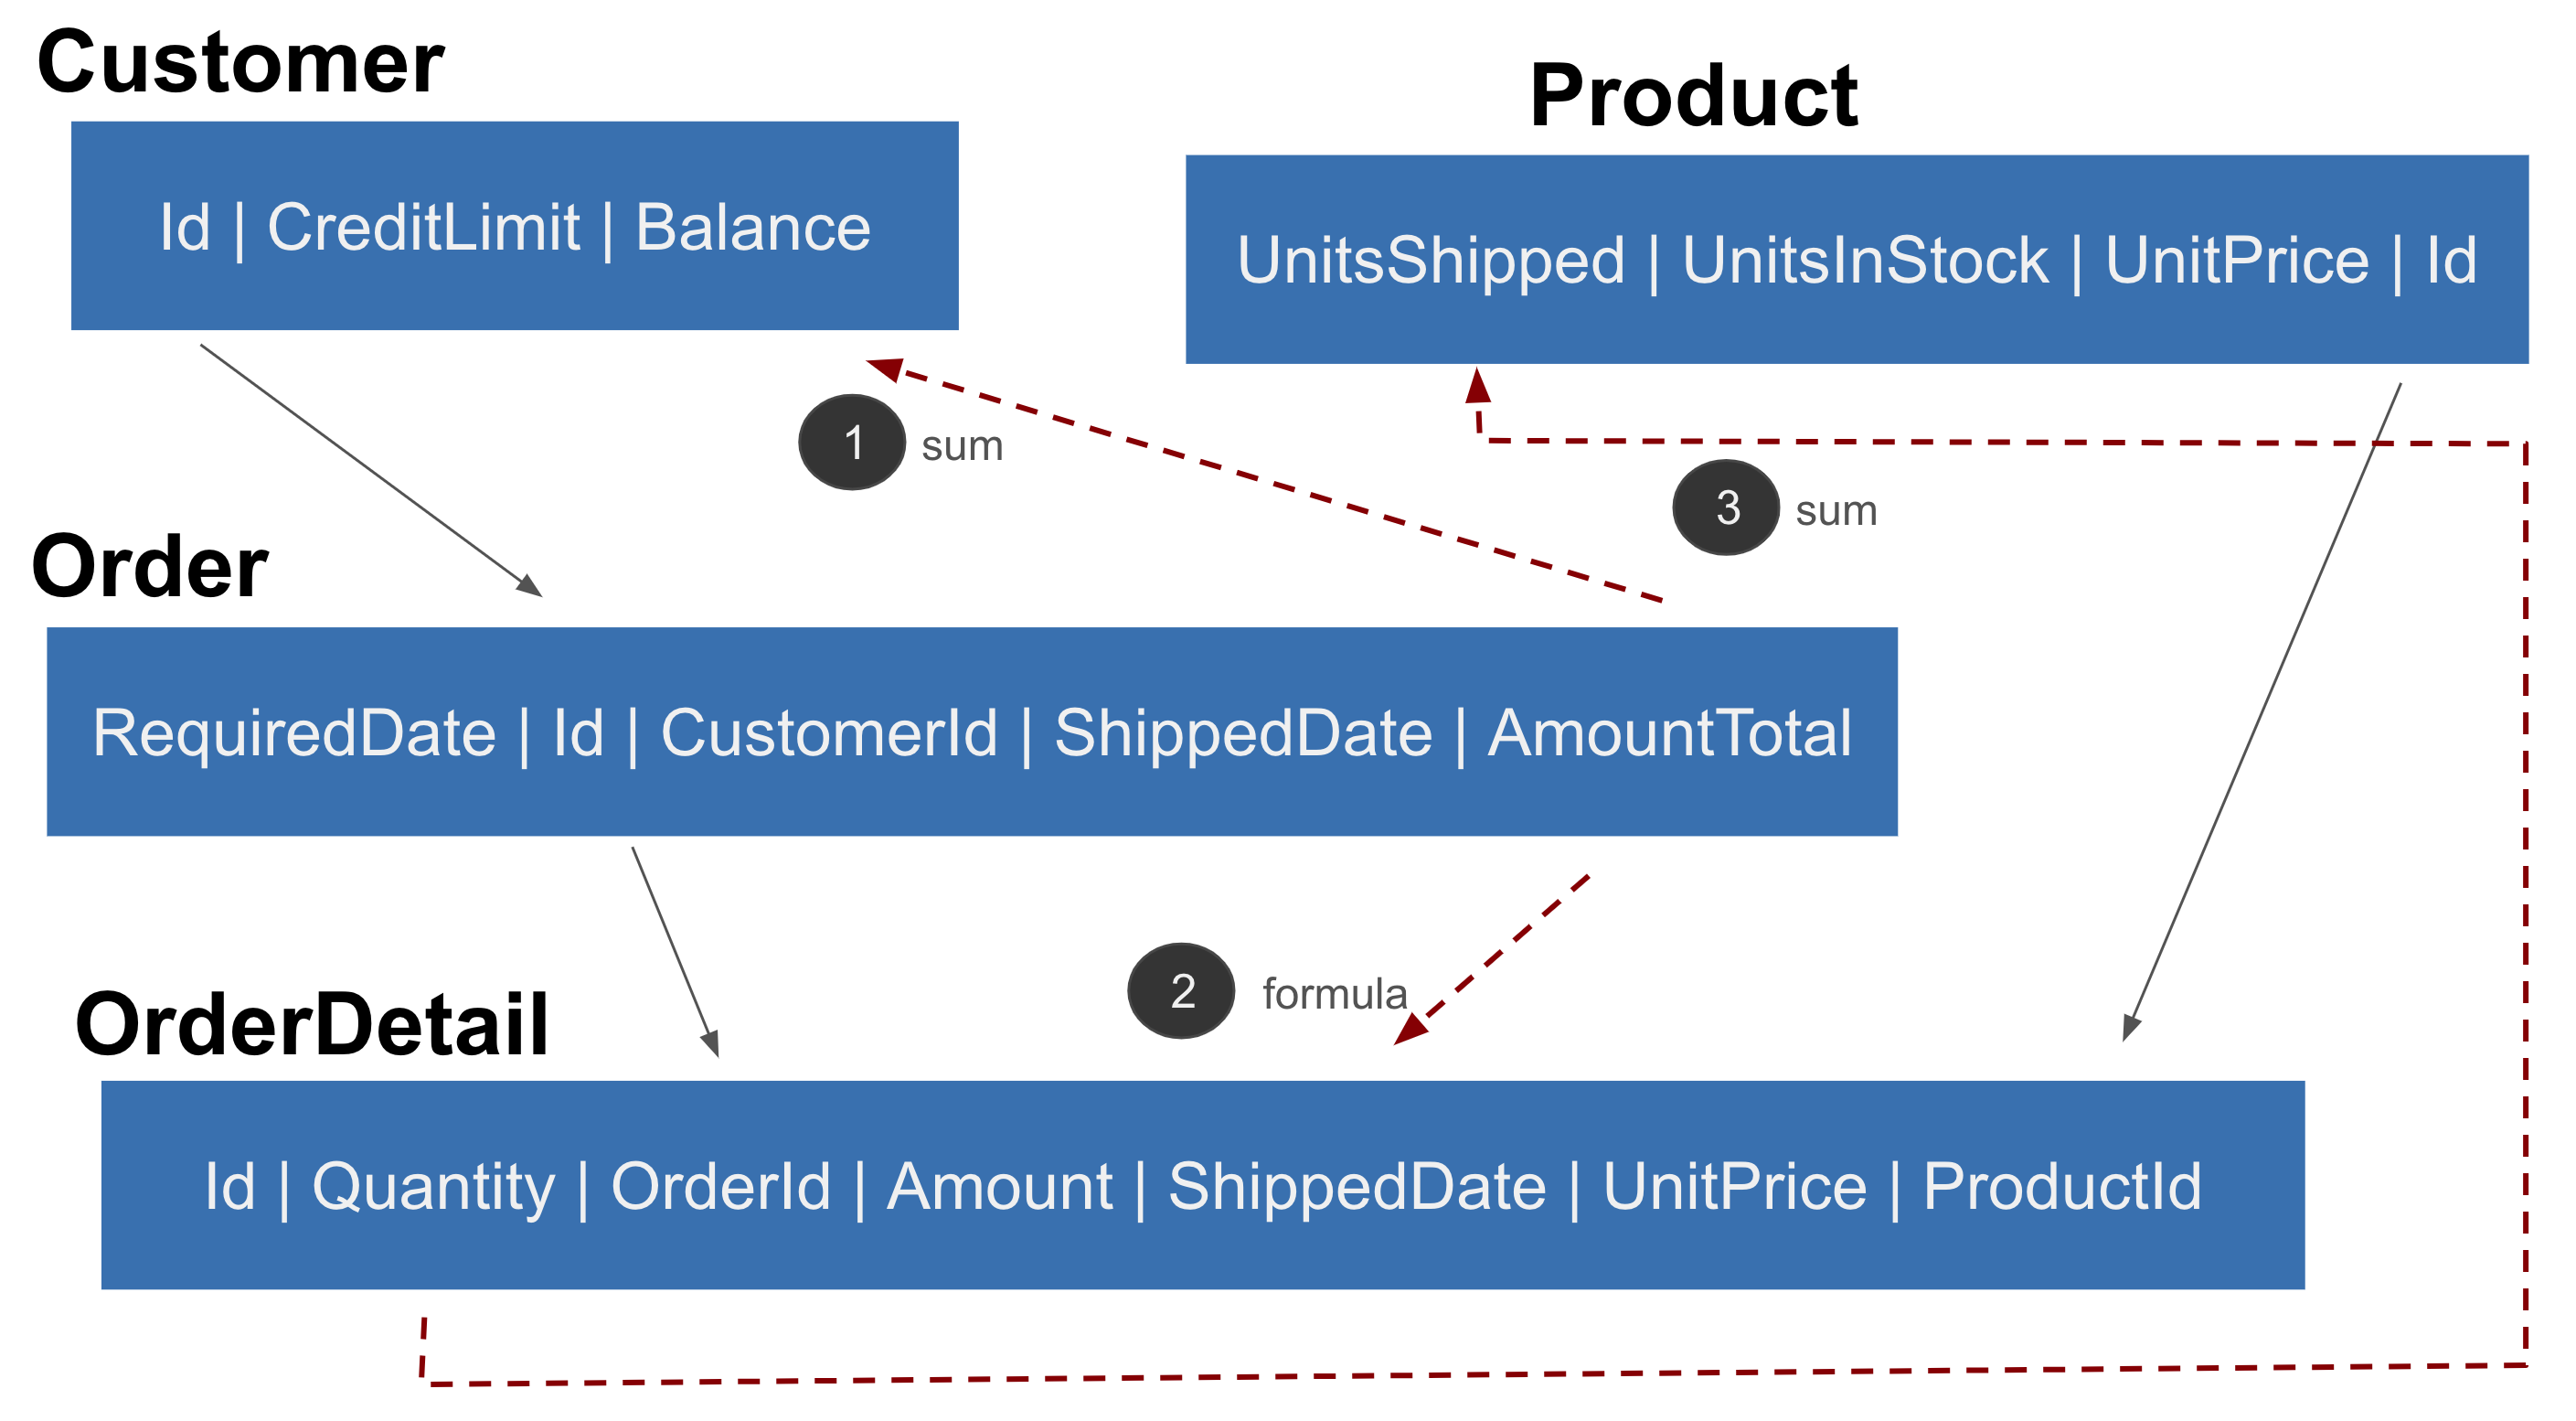 Customer
Product
Id | CreditLimit | Balance
UnitsShipped | UnitsInStock | UnitPrice | Id
1 sum
3 sum
Order
RequiredDate | Id | CustomerId | ShippedDate | AmountTotal
2 formula
OrderDetail
Id | Quantity | OrderId | Amount | ShippedDate | UnitPrice | ProductId